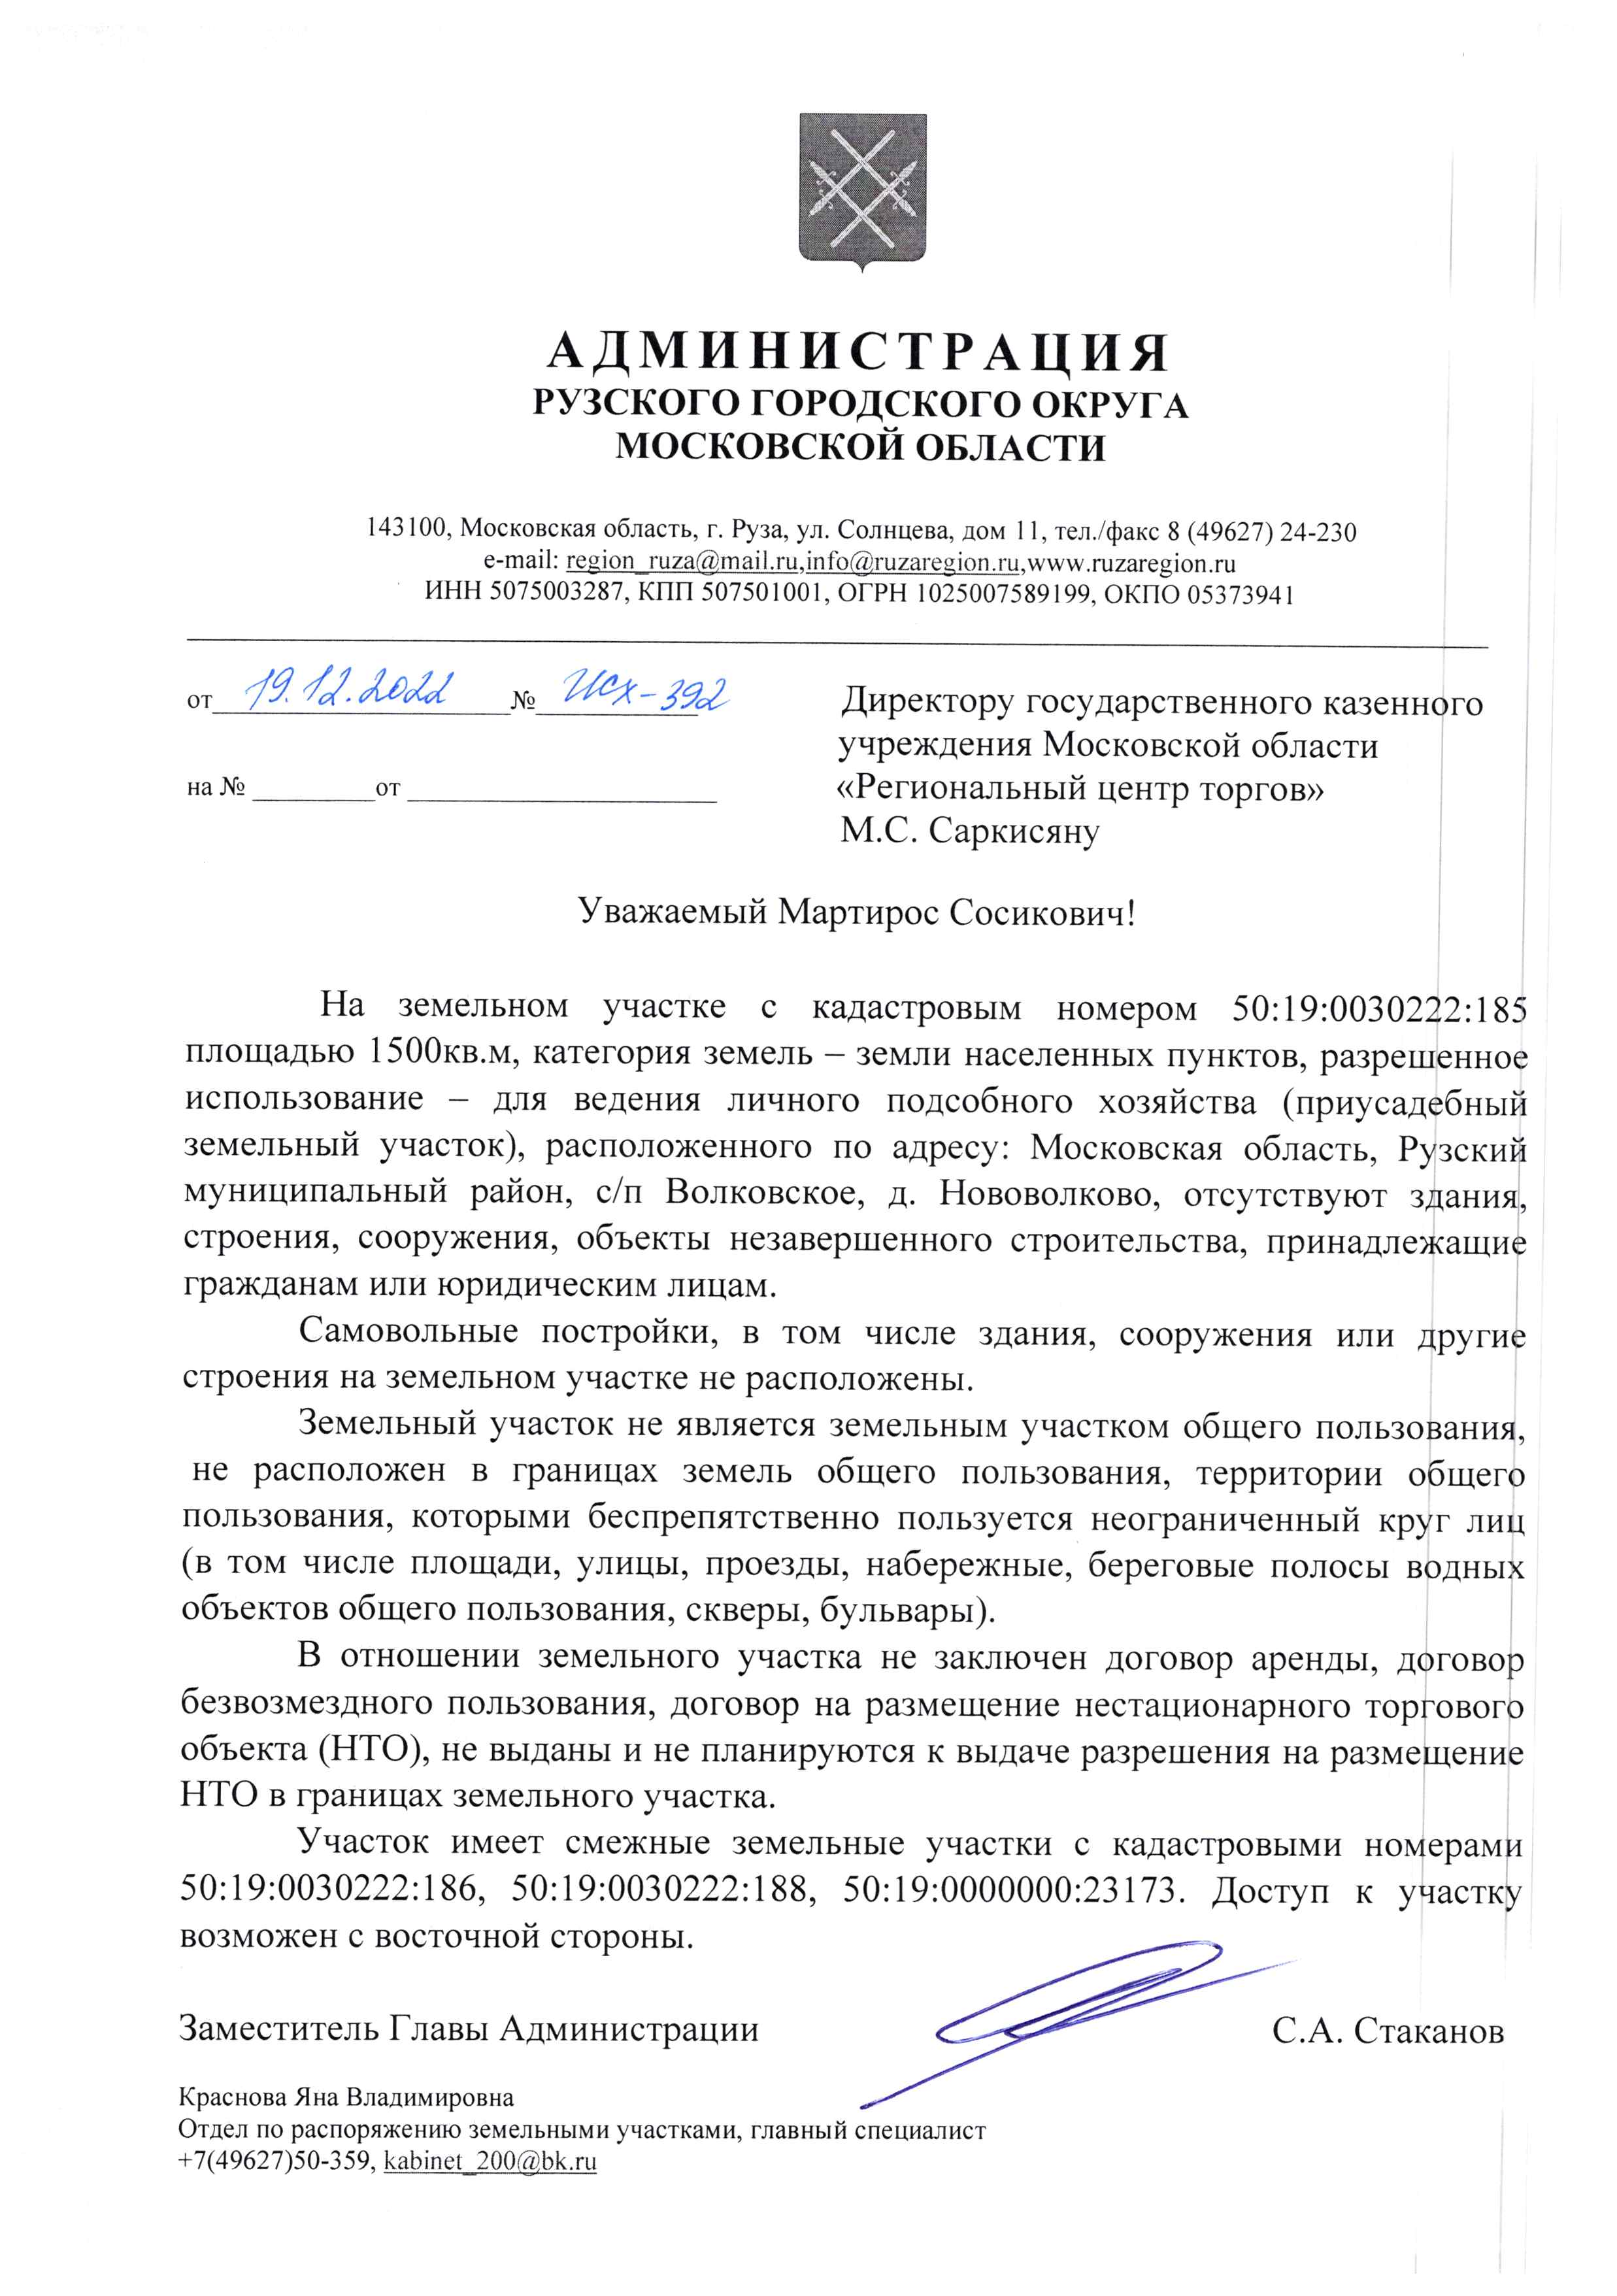 АДМИНИСТРАЦИЯ
РУЗСКОГО ГОРОДСКОГО ОКРУГА
МОСКОВСКОЙ ОБЛАСТИ
143100, Московская область, г. Руза, ул. Солнцева, дом 11, тел./факс 8 (49627) 24-230
e-mail: region_ruza@mail.ru,info@ruzaregion.ru,www.ruzaregion.ru
ИНН 5075003287, КПП 507501001, ОГРН 1025007589199, ОКПО 05373941
от 19.12.2022 № Исх-392
на № ________ от ____________________
Директору государственного казенного
учреждения Московской области
«Региональный центр торгов»
М.С. Саркисяну
Уважаемый Мартирос Сосикович!
На земельном участке с кадастровым номером 50:19:0030222:185
площадью 1500кв.м, категория земель – земли населенных пунктов, разрешенное
использование – для ведения личного подсобного хозяйства (приусадебный
земельный участок), расположенного по адресу: Московская область, Рузский
муниципальный район, с/п Волковское, д. Нововолково, отсутствуют здания,
строения, сооружения, объекты незавершенного строительства, принадлежащие
гражданам или юридическим лицам.
Самовольные постройки, в том числе здания, сооружения или другие
строения на земельном участке не расположены.
Земельный участок не является земельным участком общего пользования,
не расположен в границах земель общего пользования, территории общего
пользования, которыми беспрепятственно пользуется неограниченный круг лиц
(в том числе площади, улицы, проезды, набережные, береговые полосы водных
объектов общего пользования, скверы, бульвары).
В отношении земельного участка не заключен договор аренды, договор
безвозмездного пользования, договор на размещение нестационарного торгового
объекта (НТО), не выданы и не планируются к выдаче разрешения на размещение
НТО в границах земельного участка.
Участок имеет смежные земельные участки с кадастровыми номерами
50:19:0030222:186, 50:19:0030222:188, 50:19:0000000:23173. Доступ к участку
возможен с восточной стороны.
Заместитель Главы Администрации С.А. Стаканов
Краснова Яна Владимировна
Отдел по распоряжению земельными участками, главный специалист
+7(49627)50-359, kabinet_200@bk.ru